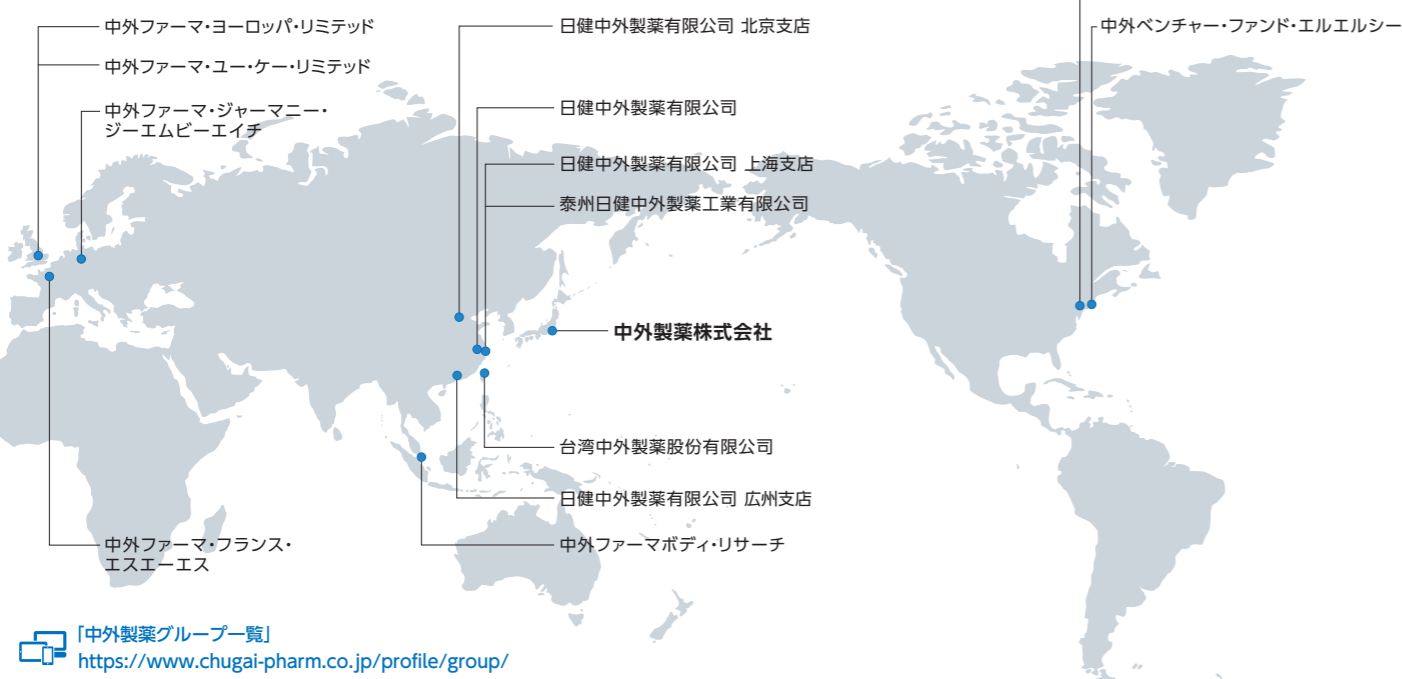 中外ファーマ・ヨーロッパ・リミテッド
中外ファーマ・ユー・ケー・リミテッド
中外ファーマ・ジャーマニー・
ジーエムビーエイチ
日健中外製薬有限公司 北京支店
日健中外製薬有限公司
日健中外製薬有限公司 上海支店
泰州日健中外製薬工業有限公司
中外ベンチャー・ファンド・エルエルシー
中外製薬株式会社
台湾中外製薬股份有限公司
日健中外製薬有限公司 広州支店
中外ファーマボディ・リサーチ
中外ファーマ・フランス・
エスエーエス
「中外製薬グループ一覧」
https://www.chugai-pharm.co.jp/profile/group/